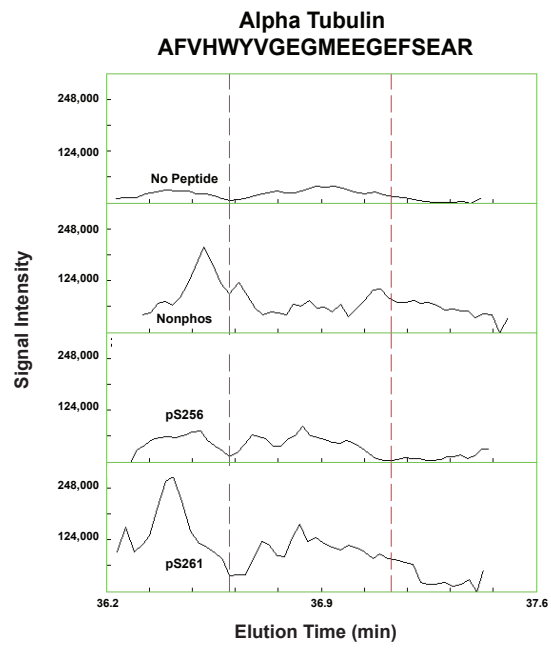 Alpha Tubulin
AFVHWYVGEGMEEGEFSEAR
248,000
124,000
No Peptide
248,000
124,000
Nonphos
248,000
124,000
pS256
248,000
124,000
pS261
36.2
36.9
37.6
Elution Time (min)
Signal Intensity